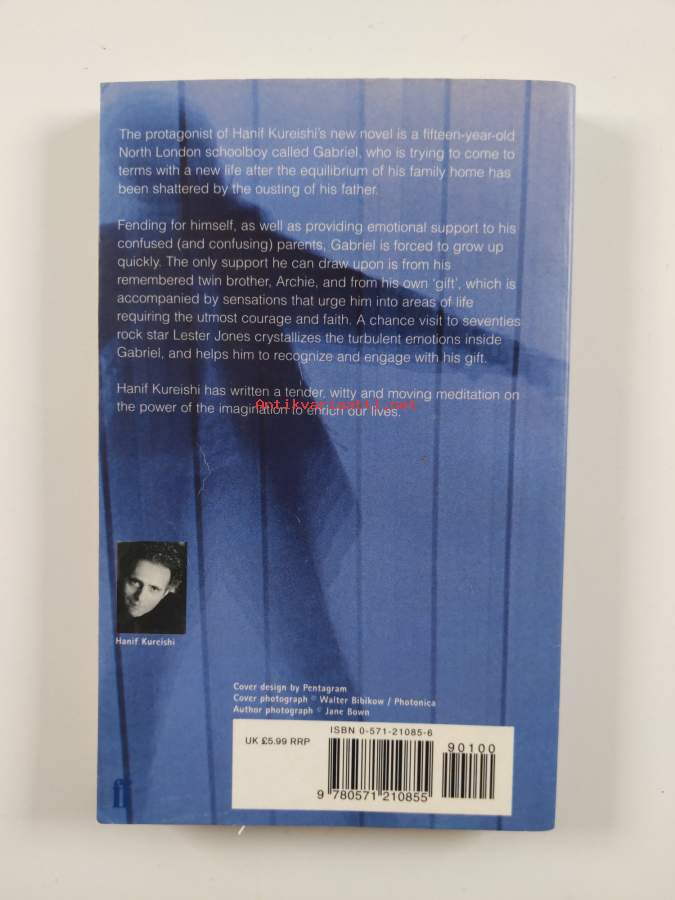 The protagonist of Hanif Kureishi's new novel is a fifteen-year-old
North London schoolboy called Gabriel, who is trying to come to
terms with a new life after the equilibrium of his family home has
been shattered by the ousting of his father.
Fending for himself, as well as providing emotional support to his
confused (and confusing) parents, Gabriel is forced to grow up
quickly. The only support he can draw upon is from his
remembered twin brother, Archie, and from his own 'gift', which is
accompanied by sensations that urge him into areas of life
requiring the utmost courage and faith. A chance visit to seventies
rock star Lester Jones crystallizes the turbulent emotions inside
Gabriel, and helps him to recognize and engage with his gift.
Hanif Kureishi has written a tender, witty and moving meditation on
the power of the imagination to enrich our lives.
Antikvariaatti.net
Hanif Kureishi
Cover design by Pentagram
Cover photograph © Walter Bibikow / Photonica
Author photograph © Jane Bown
ISBN 0-571-21085-6
UK £5.99 RRP
90100
9 780571 210855
ff